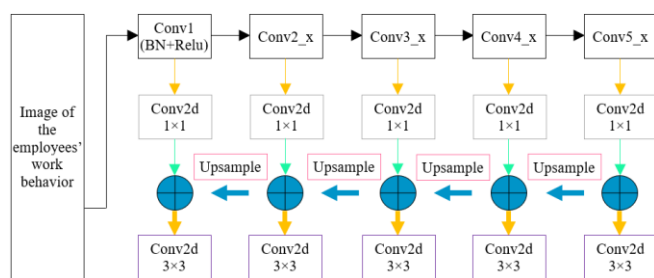 Image of
the
employees'
work
behavior
Conv1
(BN+Relu)
Conv2_x
Conv3_x
Conv4_x
Conv5_x
Conv2d
1×1
Conv2d
1×1
Conv2d
1×1
Conv2d
1×1
Conv2d
1×1
Upsample
Upsample
Upsample
Upsample
Conv2d
3×3
Conv2d
3×3
Conv2d
3×3
Conv2d
3×3
Conv2d
3×3